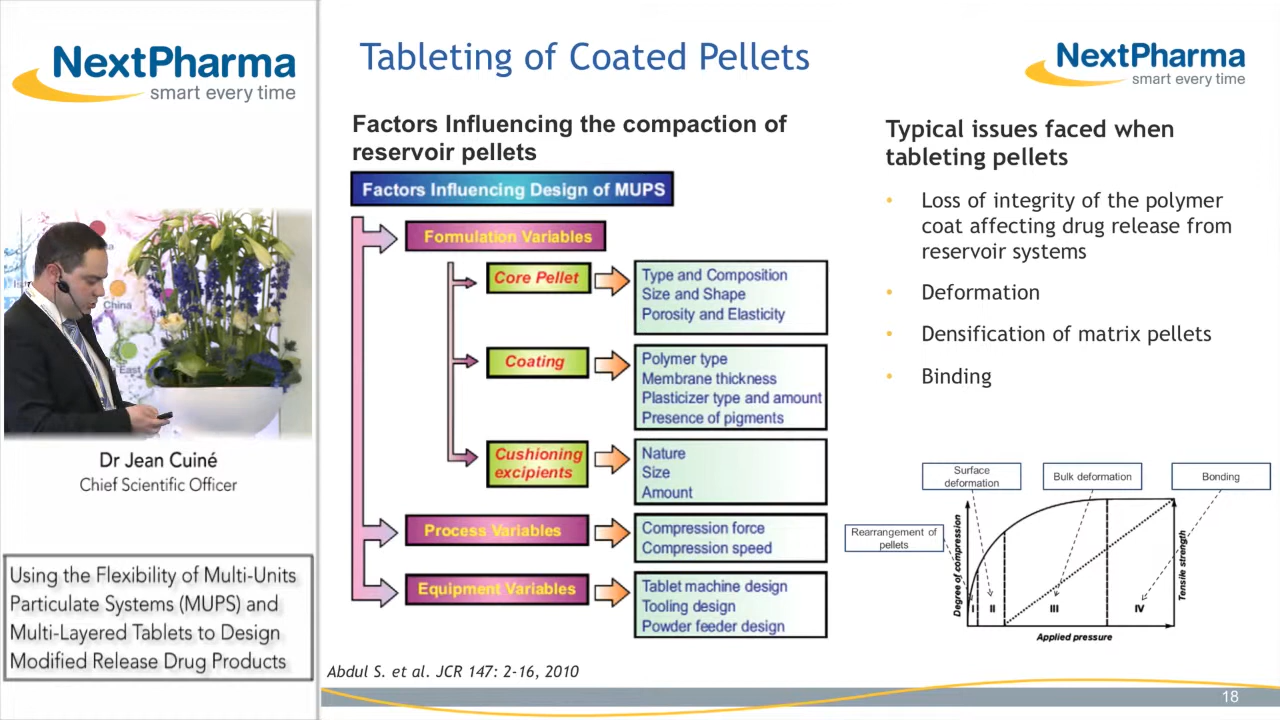 NextPharma
smart every time
China
Dr Jean Cuiné
Chief Scientific Officer
Using the Flexibility of Multi-Units
Particulate Systems (MUPS) and
Multi-Layered Tablets to Design
Modified Release Drug Products
Tableting of Coated Pellets
NextPharma
smart every time
Factors Influencing the compaction of
reservoir pellets
Factors Influencing Design of MUPS
Formulation Variables
Core Pellet
Type and Composition
Size and Shape
Porosity and Elasticity
Coating
Polymer type
Membrane thickness
Plasticizer type and amount
Presence of pigments
Cushioning
excipients
Nature
Size
Amount
Process Variables
Compression force
Compression speed
Equipment Variables
Tablet machine design
Tooling design
Powder feeder design
Abdul S. et al. JCR 147: 2-16, 2010
Typical issues faced when
tableting pellets
• Loss of integrity of the polymer
coat affecting drug release from
reservoir systems
• Deformation
• Densification of matrix pellets
• Binding
Surface
deformation
Bulk deformation
Bonding
Rearrangement of
pellets
Degree of compression
I II III IV
Tensile strength
Applied pressure
18